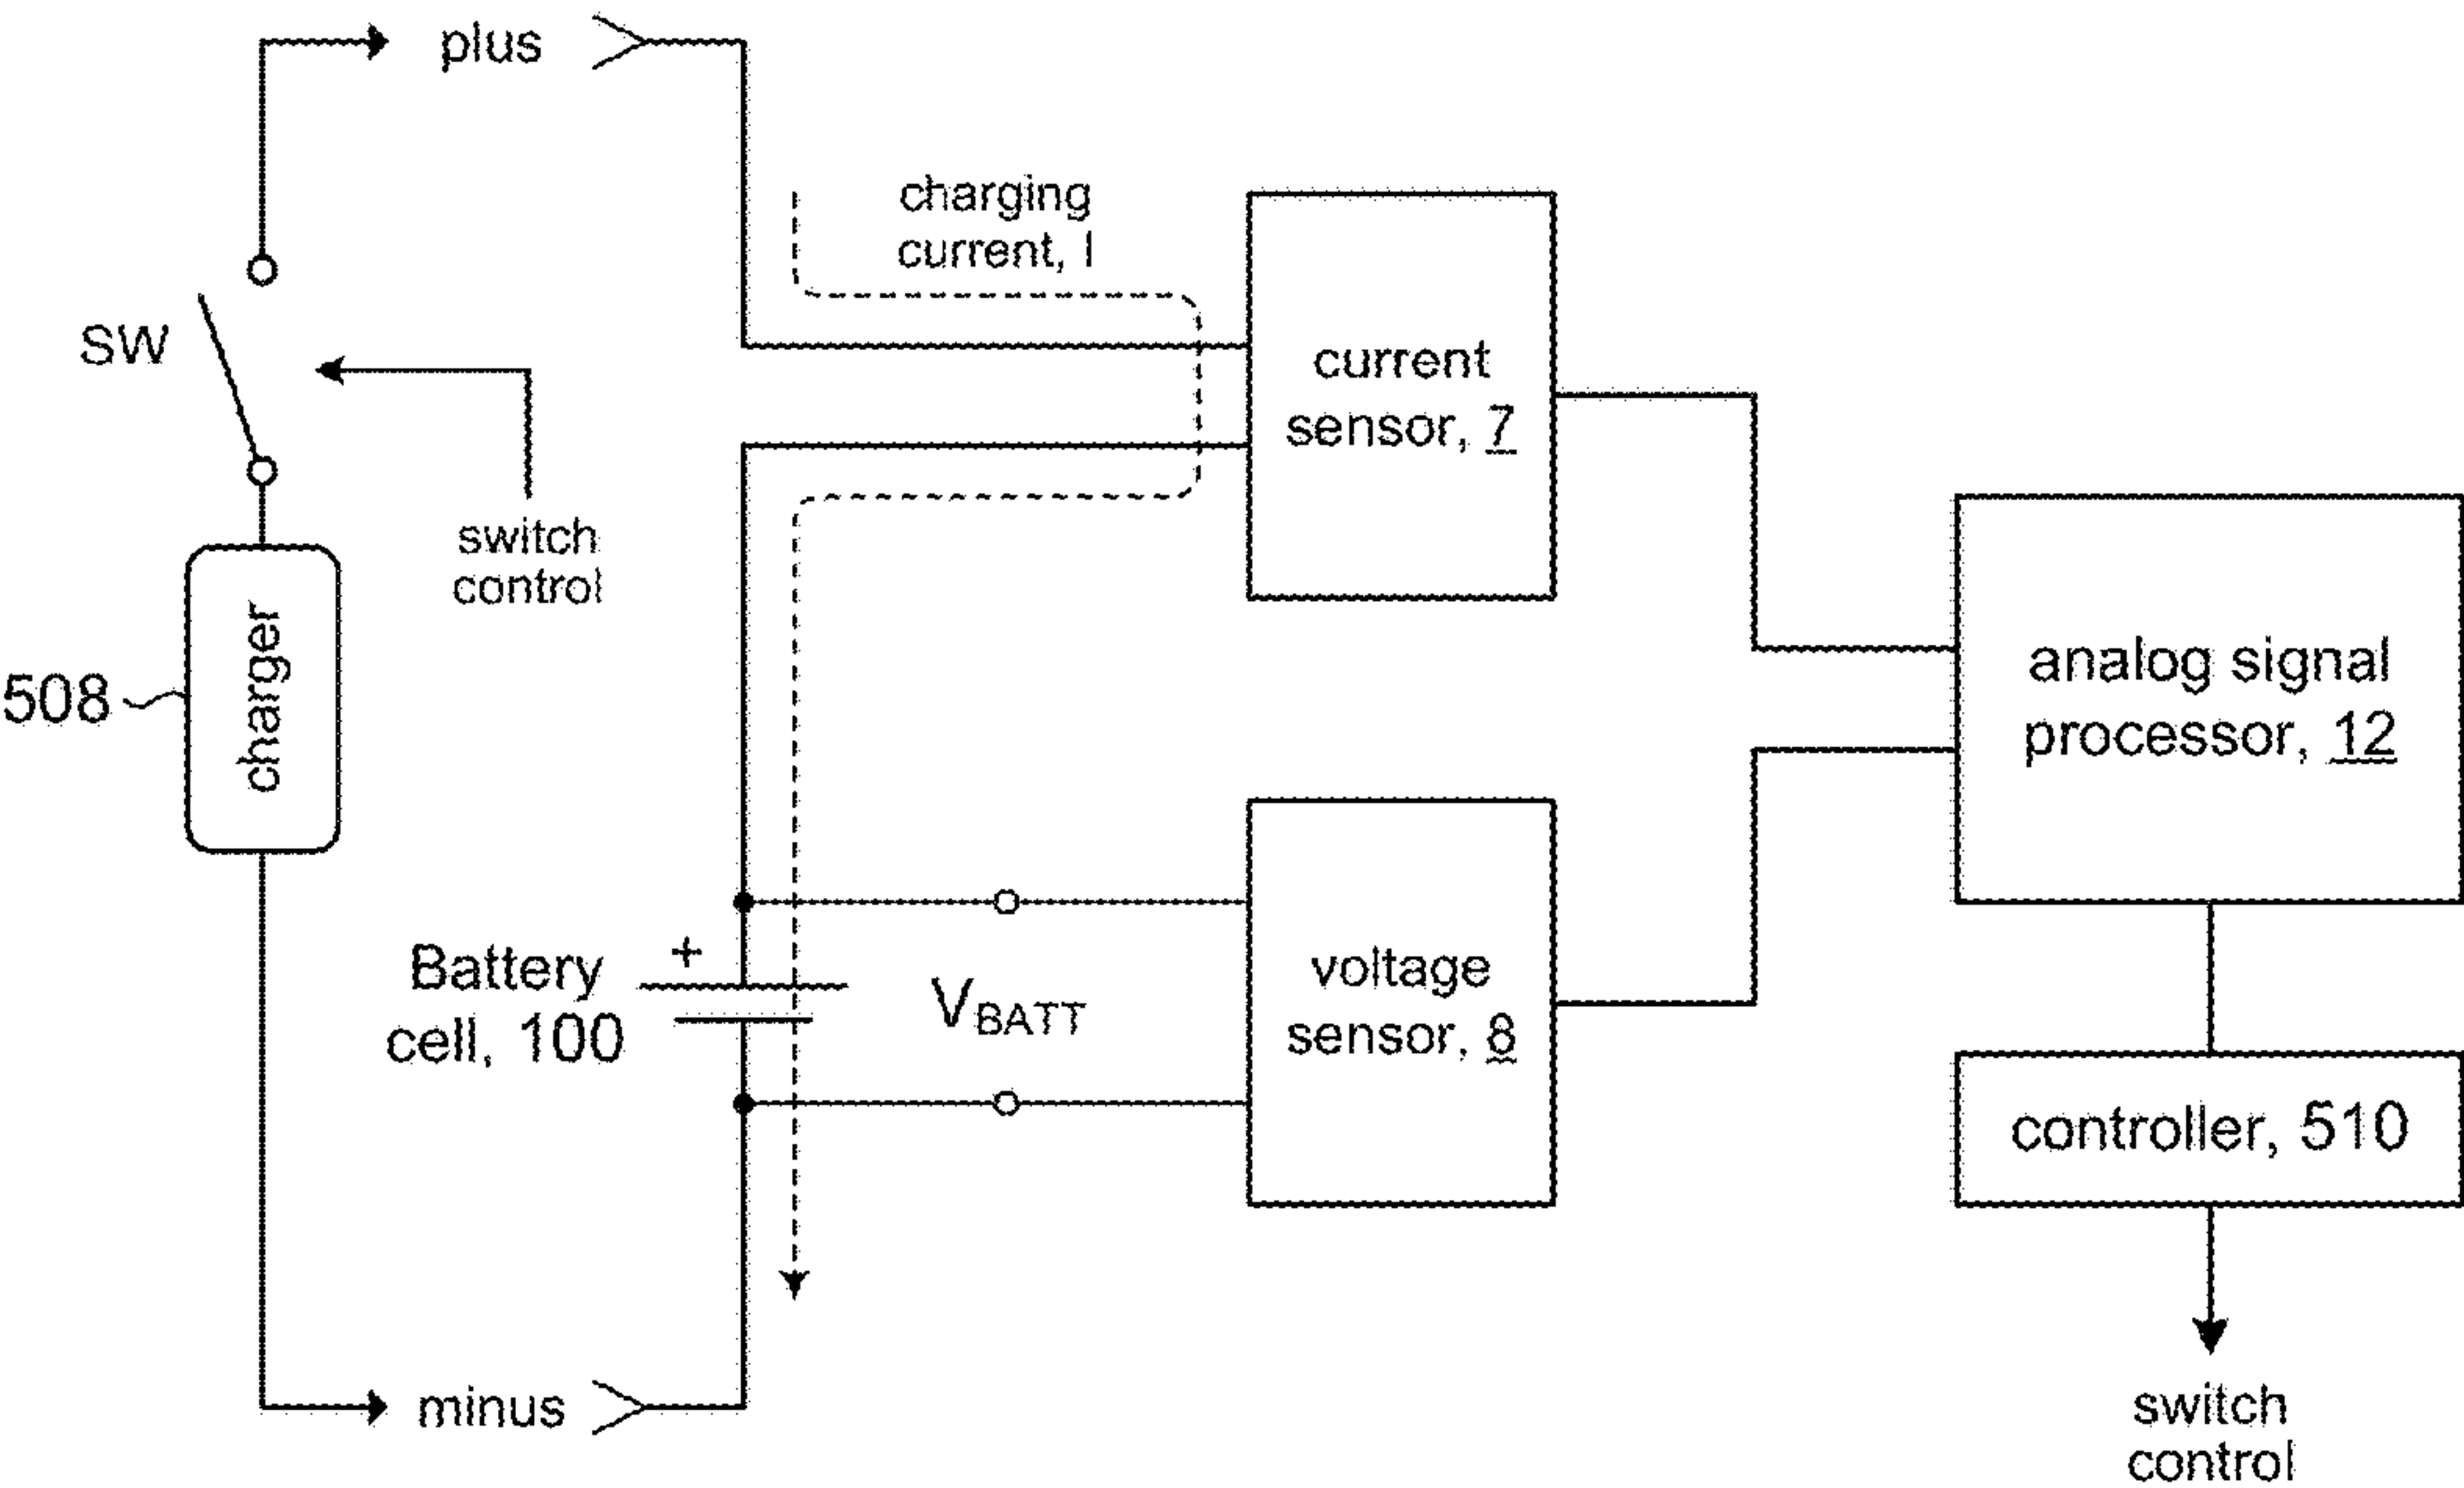 plus
charging
current, I
SW
current
sensor, 7
switch
control
charger
508
analog signal
processor, 12
+
Battery
cell, 100
VBATT
voltage
sensor, 8
controller, 510
minus
switch
control